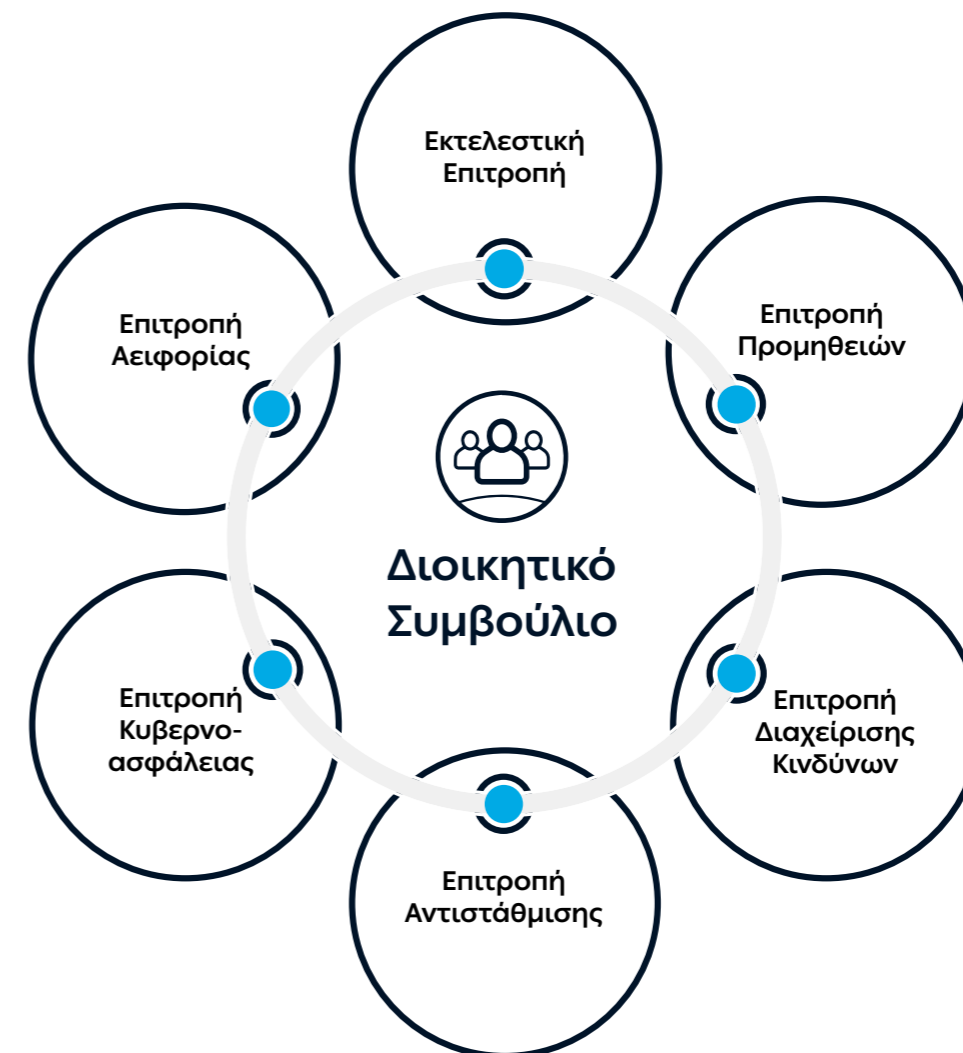 Εκτελεστική
Επιτροπή
Επιτροπή
Προμηθειών
Επιτροπή
Αειφορίας
Διοικητικό
Συμβούλιο
Επιτροπή
Κυβερνο-
ασφάλειας
Επιτροπή
Διαχείρισης
Κινδύνων
Επιτροπή
Αντιστάθμισης